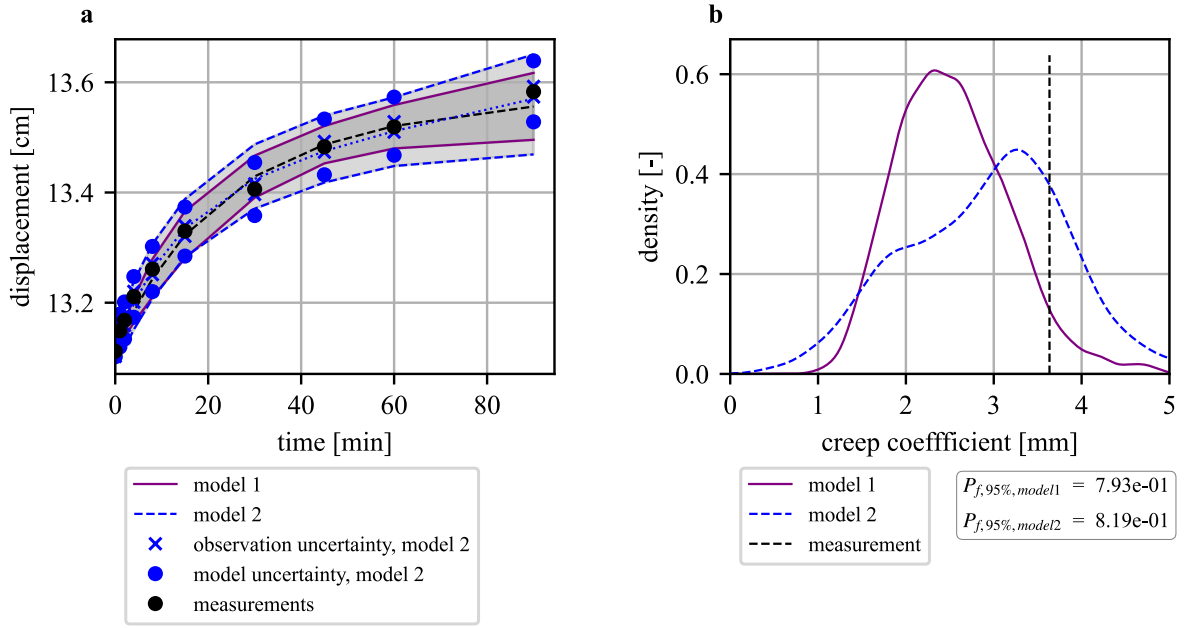 a
displacement [cm]
13.6
13.4
13.2
0 20 40 60 80
time [min]
model 1
model 2
observation uncertainty, model 2
model uncertainty, model 2
measurements
b
density [-]
0.6
0.4
0.2
0.0
0 1 2 3 4 5
creep coeffficient [mm]
model 1
model 2
measurement
P_{f,95%,model1} = 7.93e-01
P_{f,95%,model2} = 8.19e-01